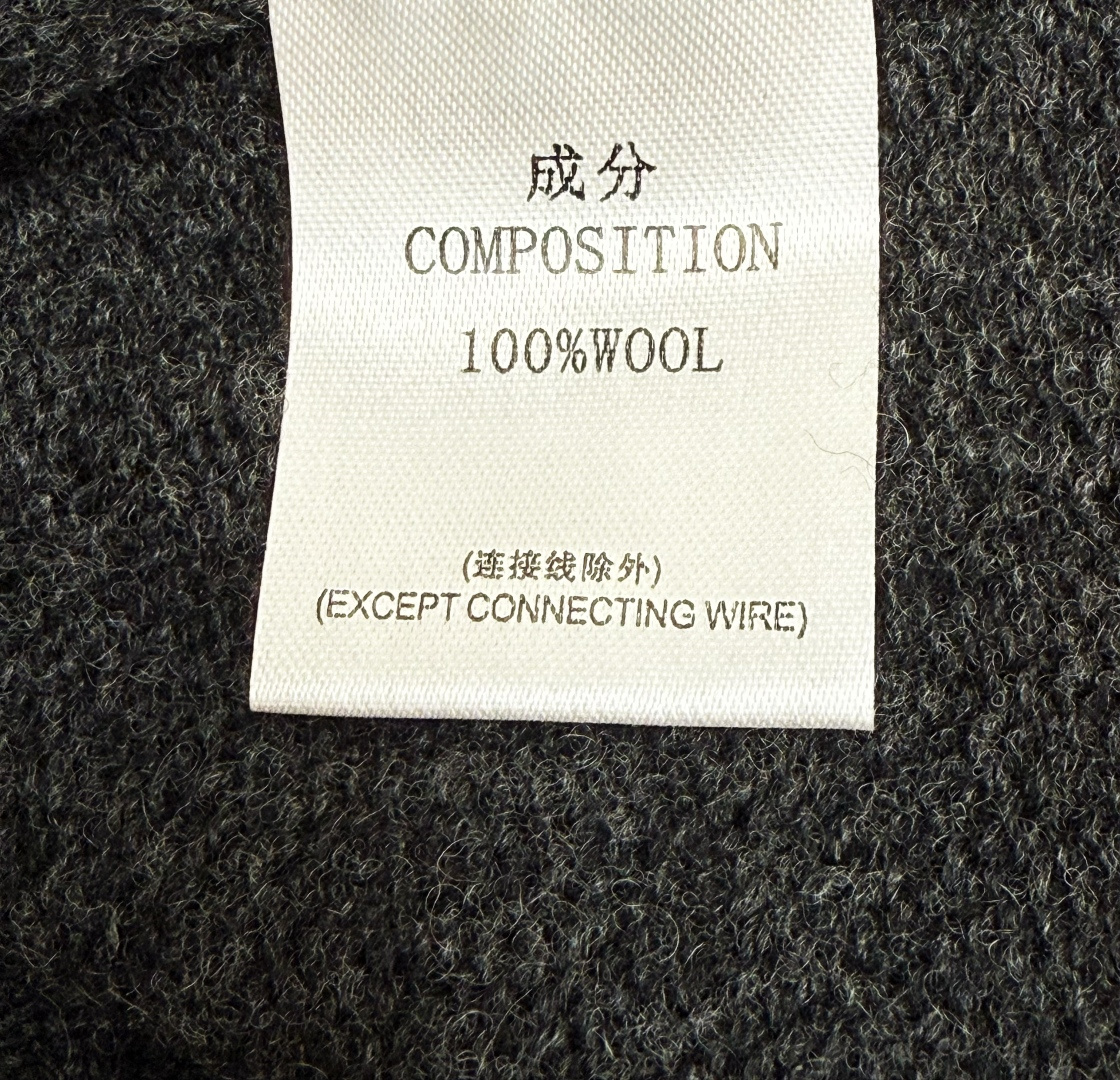 成分
COMPOSITION
100%WOOL
(连接线除外)
(EXCEPT CONNECTING WIRE)